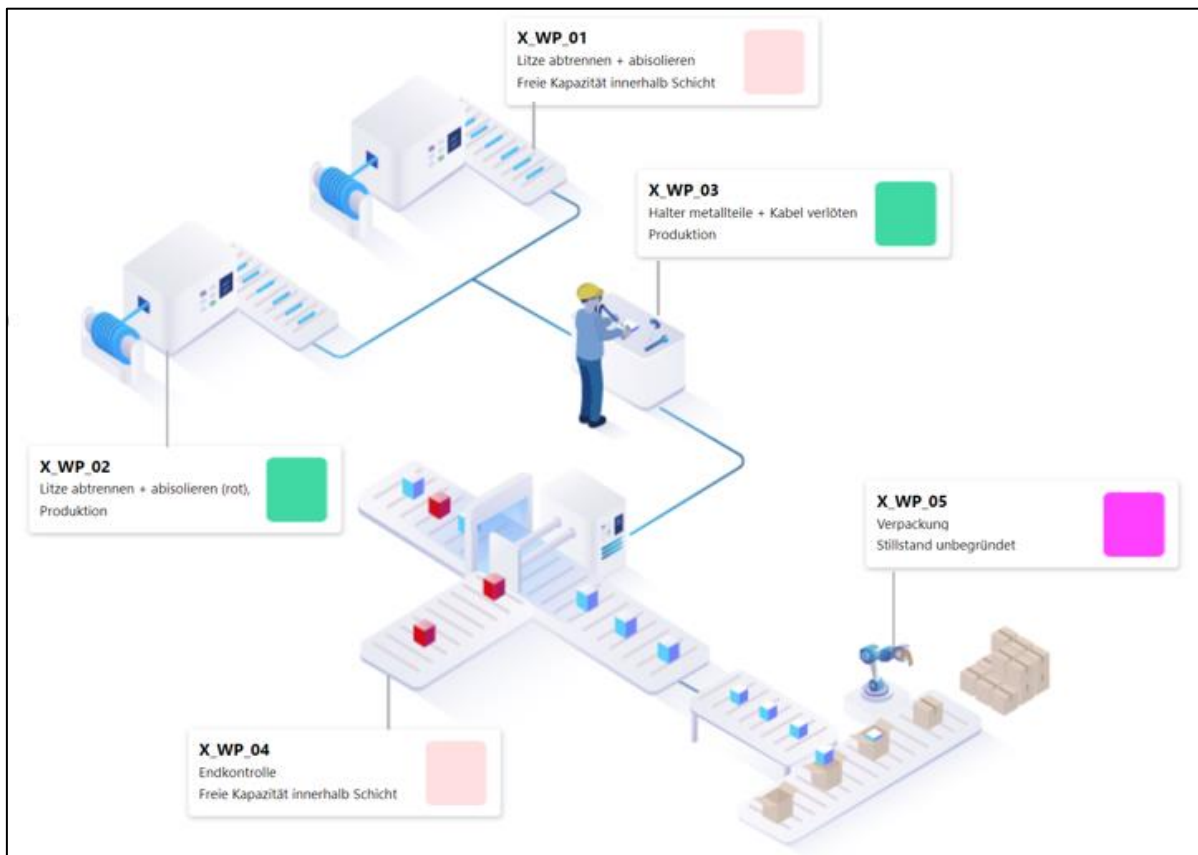 X_WP_01
Litze abtrennen + abisolieren
Freie Kapazität innerhalb Schicht
X_WP_03
Halter metallteile + Kabel verlöten
Produktion
X_WP_02
Litze abtrennen + abisolieren (rot),
Produktion
X_WP_05
Verpackung
Stillstand unbegründet
X_WP_04
Endkontrolle
Freie Kapazität innerhalb Schicht